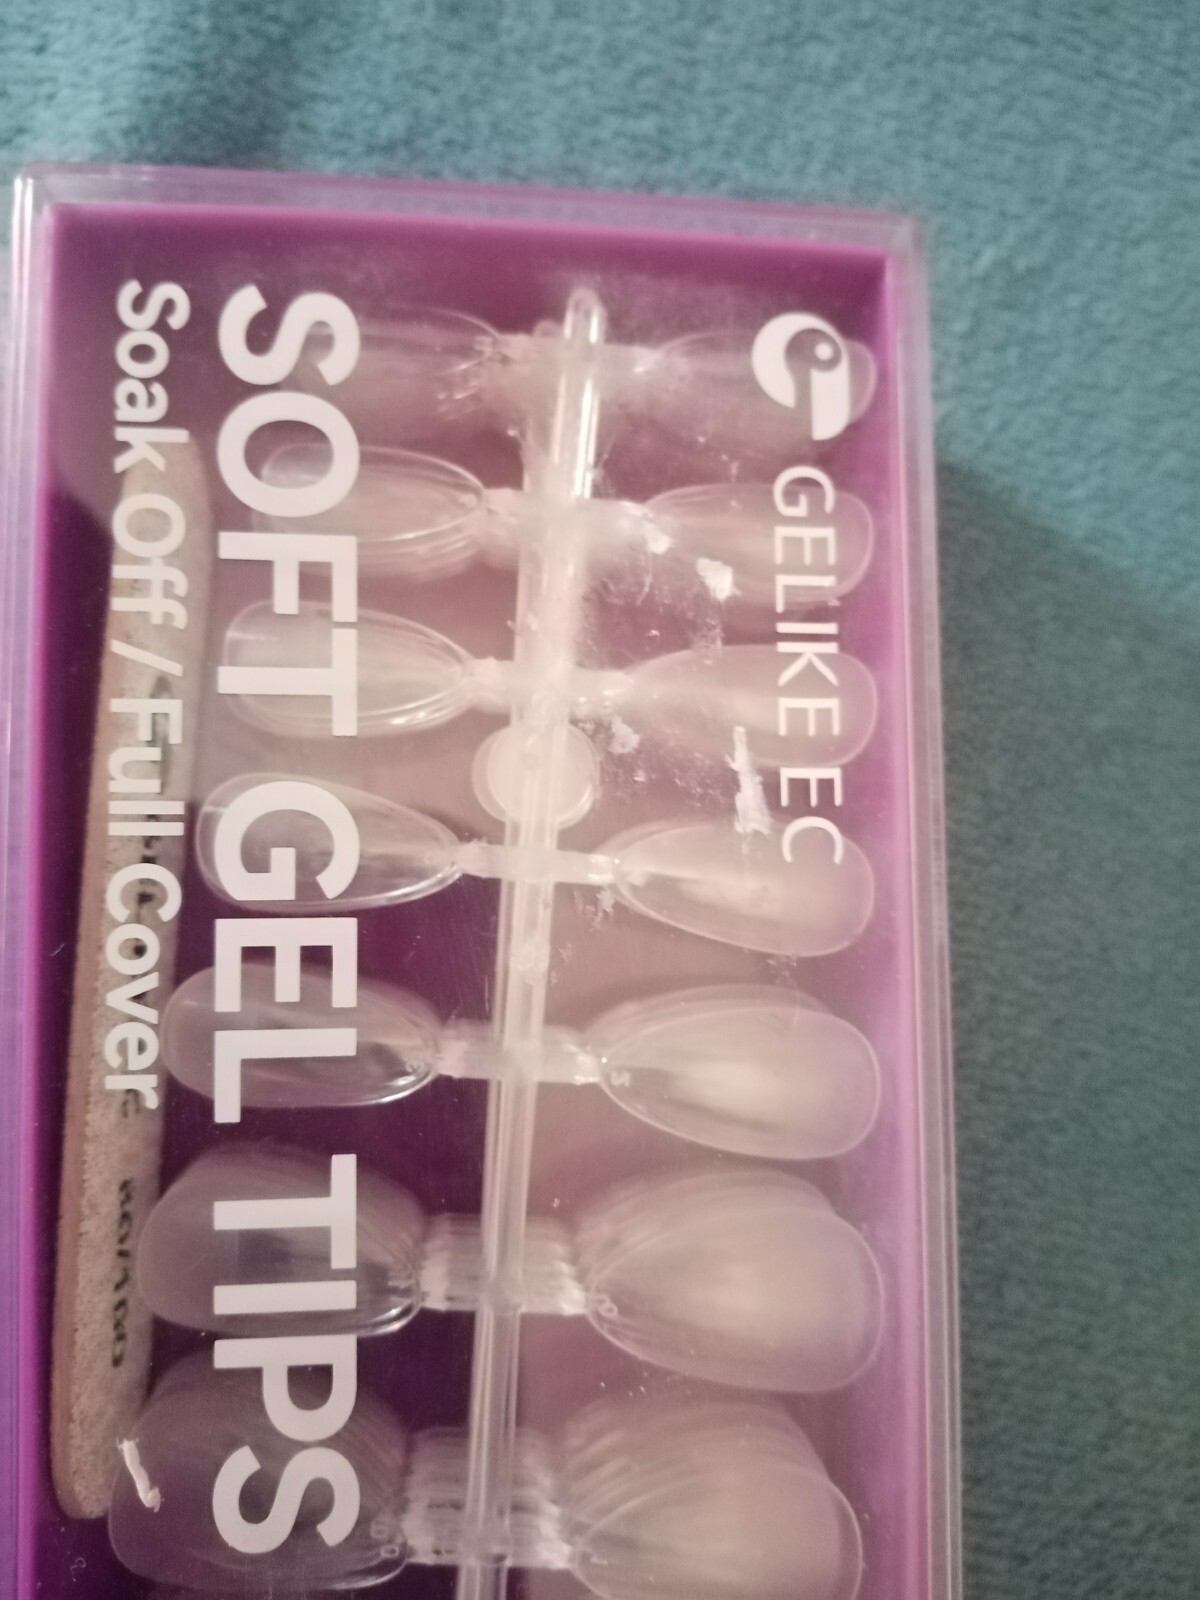 GELIKE EC
SOFT GEL TIPS
Soak Off / Full Cover